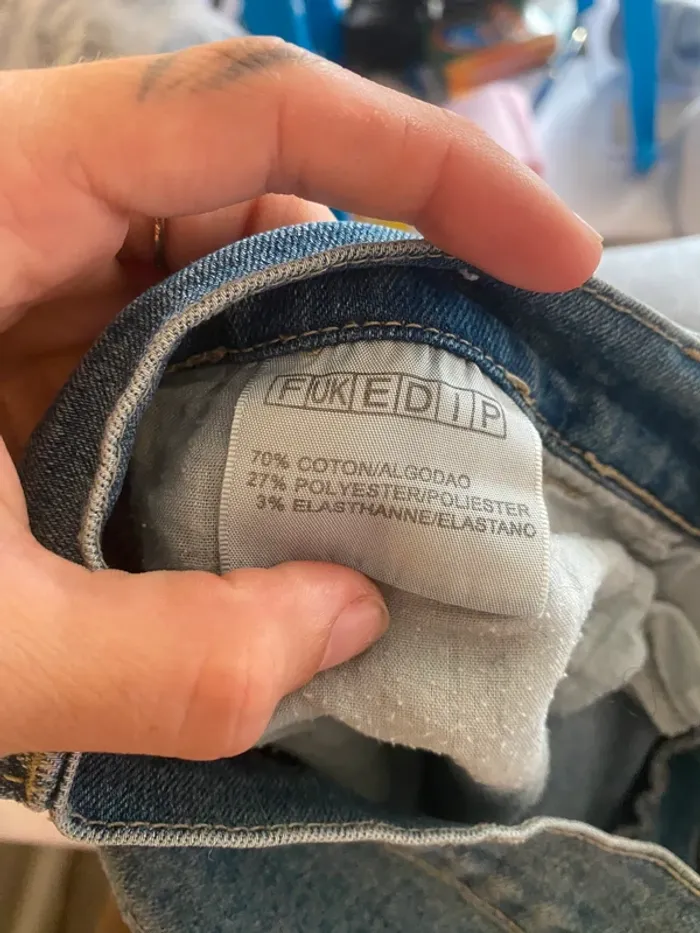 FUKEDIP
70% COTON/ALGODAO
27% POLYESTER/POLIESTER
3% ELASTHANNE/ELASTANO